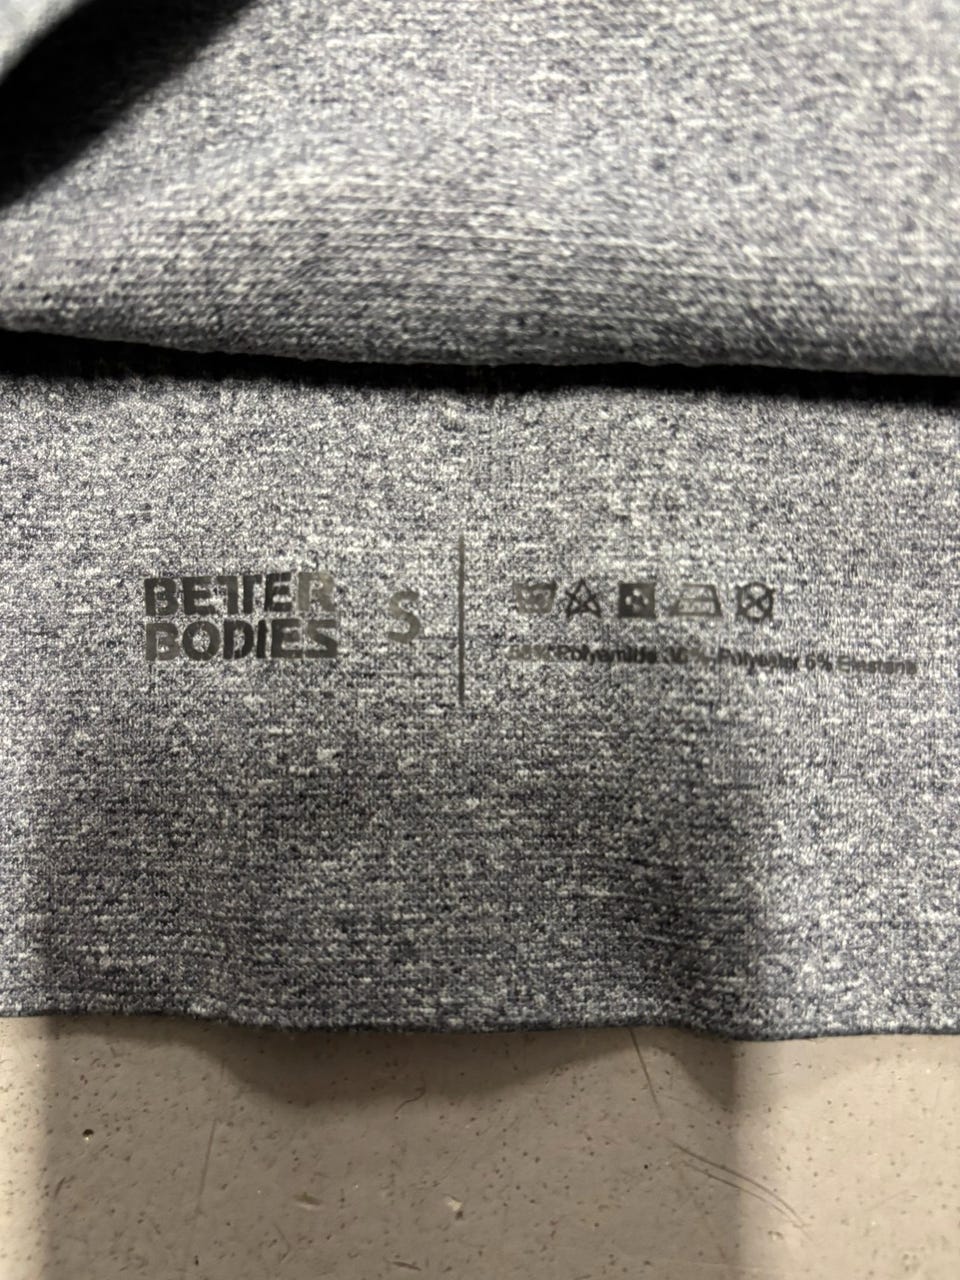 BETTER
BODIES
S
Polyamide Polyester 6% Elastane